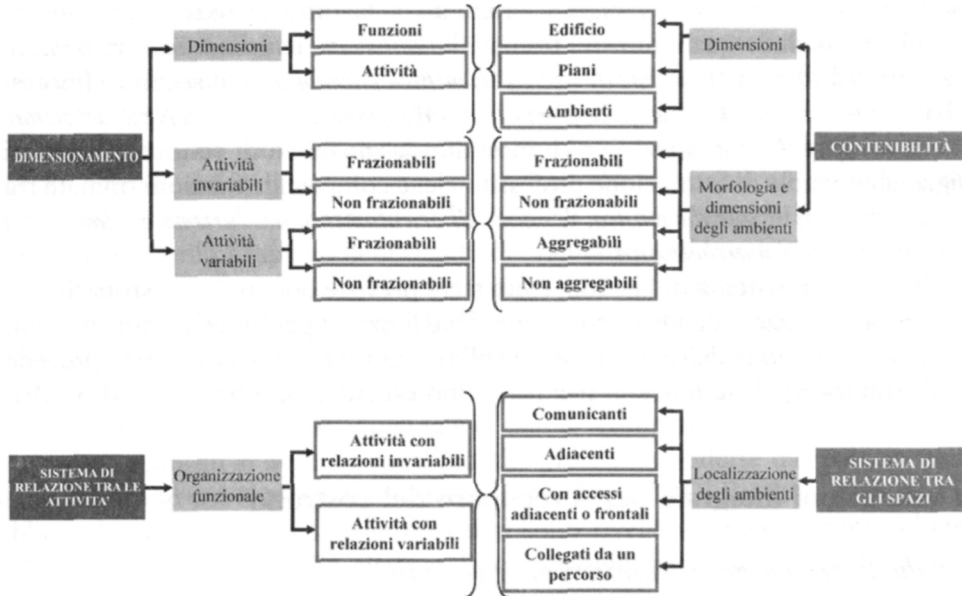 Funzioni
Edificio
Dimensioni
Dimensioni
Attività
Piani
Ambienti
DIMENSIONAMENTO
Attività
invariabili
Frazionabili
Frazionabili
CONTENIBILITÀ
Non frazionabili
Non frazionabili
Morfologia e
dimensioni
degli ambienti
Attività
variabili
Frazionabili
Aggregabili
Non frazionabili
Non aggregabili
Comunicanti
Attività con
relazioni invariabili
Adiacenti
SISTEMA DI
RELAZIONE TRA LE
ATTIVITA'
Organizzazione
funzionale
Localizzazione
degli ambienti
SISTEMA DI
RELAZIONE TRA
GLI SPAZI
Con accessi
adiacenti o frontali
Attività con
relazioni variabili
Collegati da un
percorso